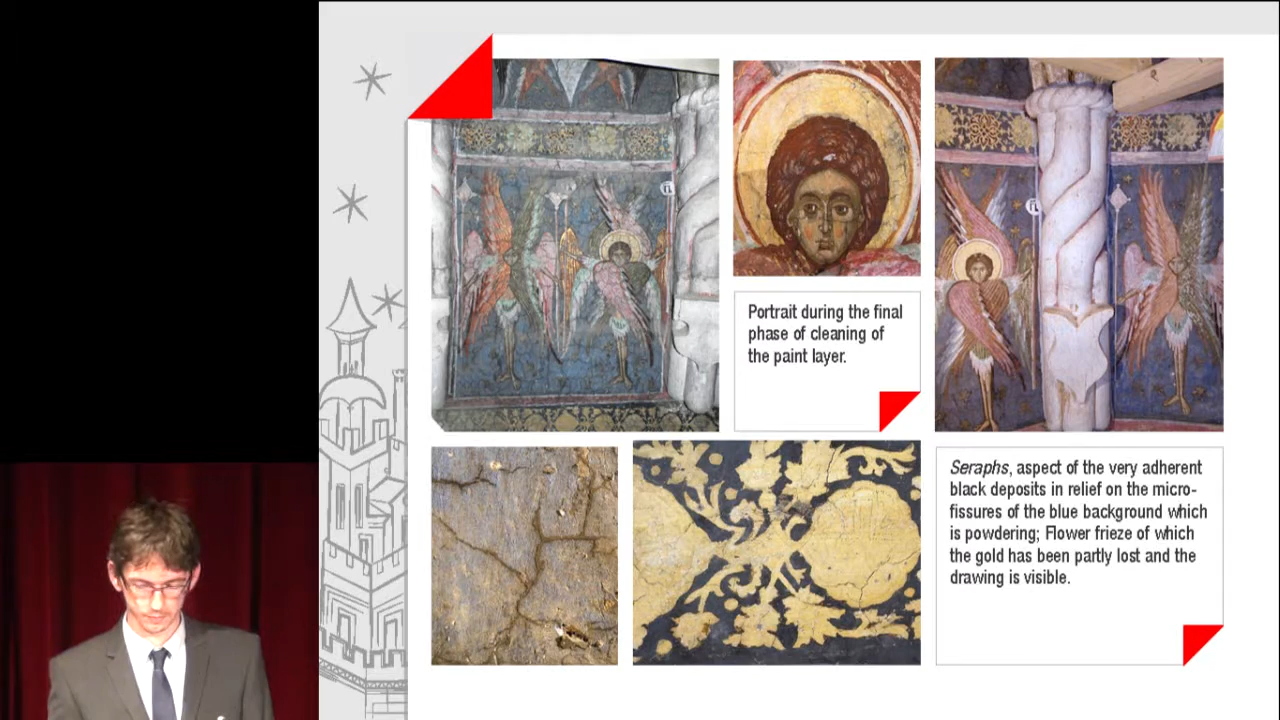 Portrait during the final
phase of cleaning of
the paint layer.
Seraphs, aspect of the very adherent
black deposits in relief on the micro-
fissures of the blue background which
is powdering; Flower frieze of which
the gold has been partly lost and the
drawing is visible.